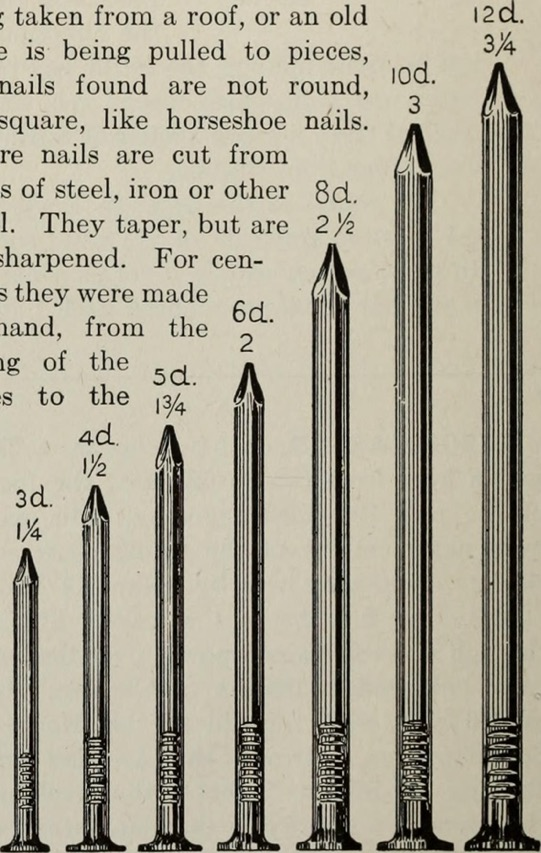 taken from a roof, or an old
is being pulled to pieces,
nails found are not round,
square, like horseshoe nails.
nails are cut from
of steel, iron or other
They taper, but are
sharpened. For cen-
they were made
from the
of the
to the
3d.
1¼
4d.
1½
5d.
1¾
6d.
2
8d.
2½
10d.
3
12d.
3¼